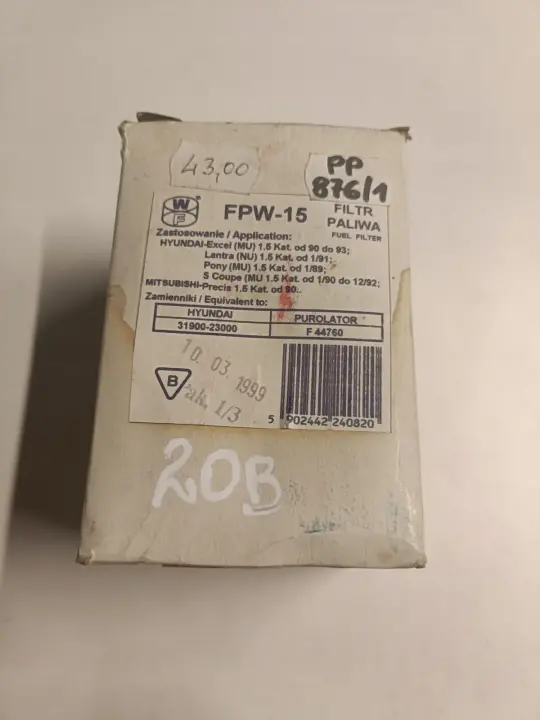 43,00
PP
876/1
W
F
FPW-15
FILTR
PALIWA
FUEL FILTER
Zastosowanie / Application:
HYUNDAI-Excel (MU) 1.5 Kat. od 90 do 93;
Lantra (NU) 1.5 Kat. od 1/91;
Pony (MU) 1.5 Kat. od 1/89;
S Coupe (MU 1.5 Kat. od 1/90 do 12/92;
MITSUBISHI-Precis 1.5 Kat. od 90..
Zamienniki / Equivalent to:
HYUNDAI PUROLATOR
31900-23000 F 44760
10. 03. 1999
B
Pak. 1/3
5 902442 240820
20B